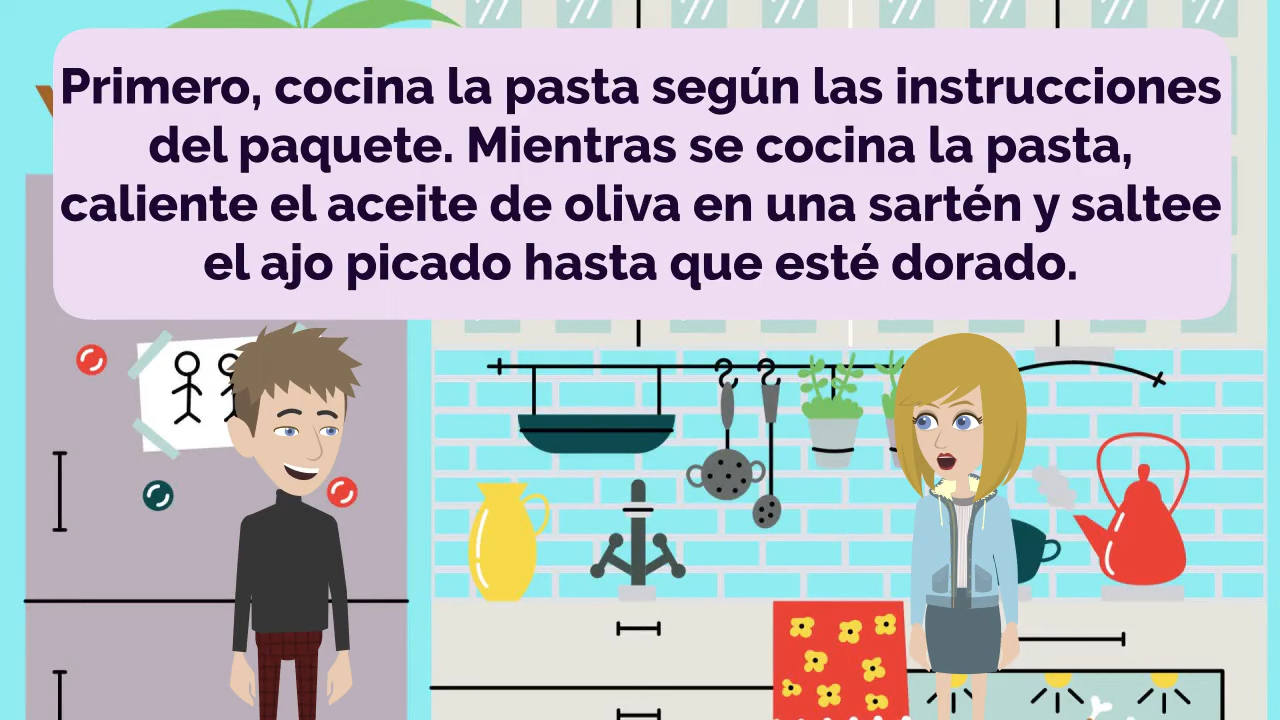 Primero, cocina la pasta según las instrucciones
del paquete. Mientras se cocina la pasta,
caliente el aceite de oliva en una sartén y saltee
el ajo picado hasta que esté dorado.